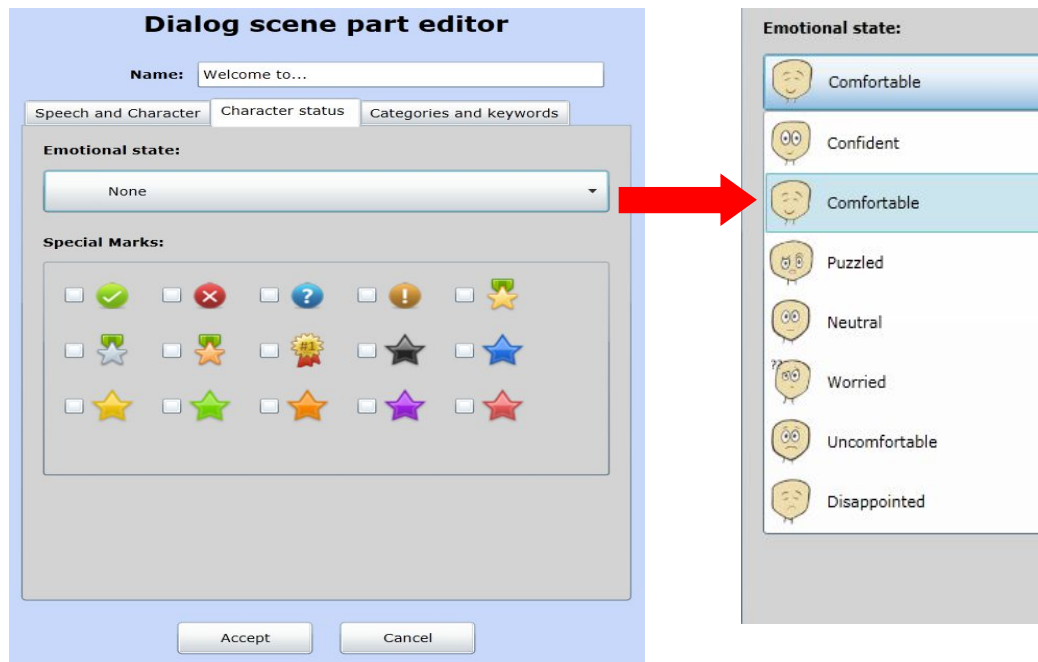 Dialog scene part editor
Name: Welcome to...
Speech and Character Character status Categories and keywords
Emotional state:
None
Special Marks:
?
!
#1
Accept Cancel
Emotional state:
Comfortable
Confident
Comfortable
Puzzled
Neutral
??
Worried
Uncomfortable
Disappointed